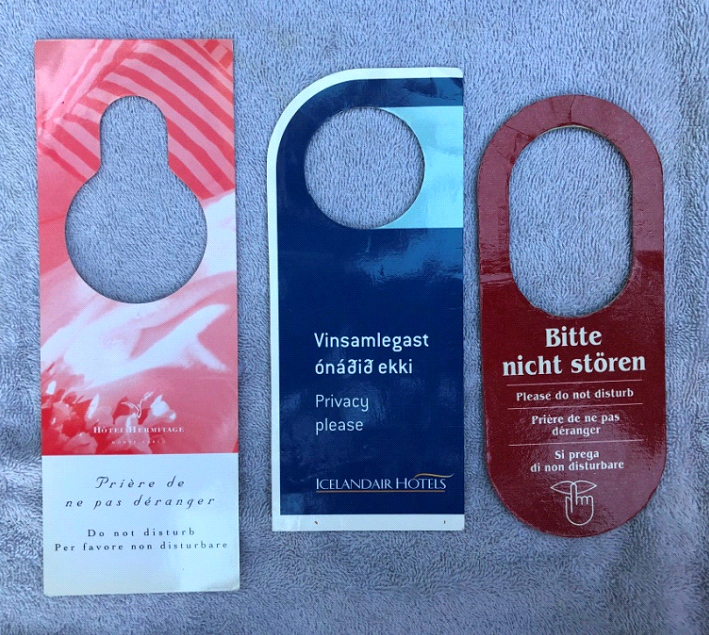 HÔTEL HERMITAGE
MONTE CARLO
Prière de
ne pas déranger
Do not disturb
Per favore non disturbare
Vinsamlegast
ónáðið ekki
Privacy
please
ICELANDAIR HOTELS
Bitte
nicht stören
Please do not disturb
Prière de ne pas
déranger
Si prega
di non disturbare